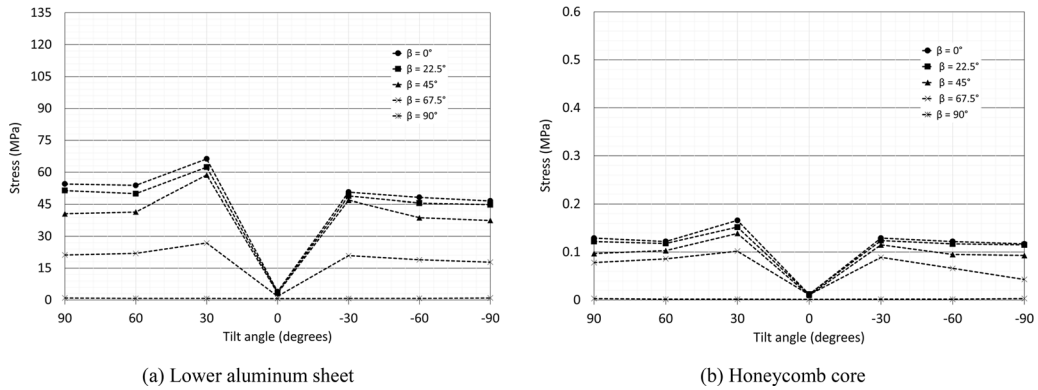 135
120
105
90
75
60
45
30
15
0
Stress (MPa)
β = 0°
β = 22.5°
β = 45°
β = 67.5°
β = 90°
90 60 30 0 -30 -60 -90
Tilt angle (degrees)
(a) Lower aluminum sheet
0.6
0.5
0.4
0.3
0.2
0.1
0
Stress (MPa)
β = 0°
β = 22.5°
β = 45°
β = 67.5°
β = 90°
90 60 30 0 -30 -60 -90
Tilt angle (degrees)
(b) Honeycomb core